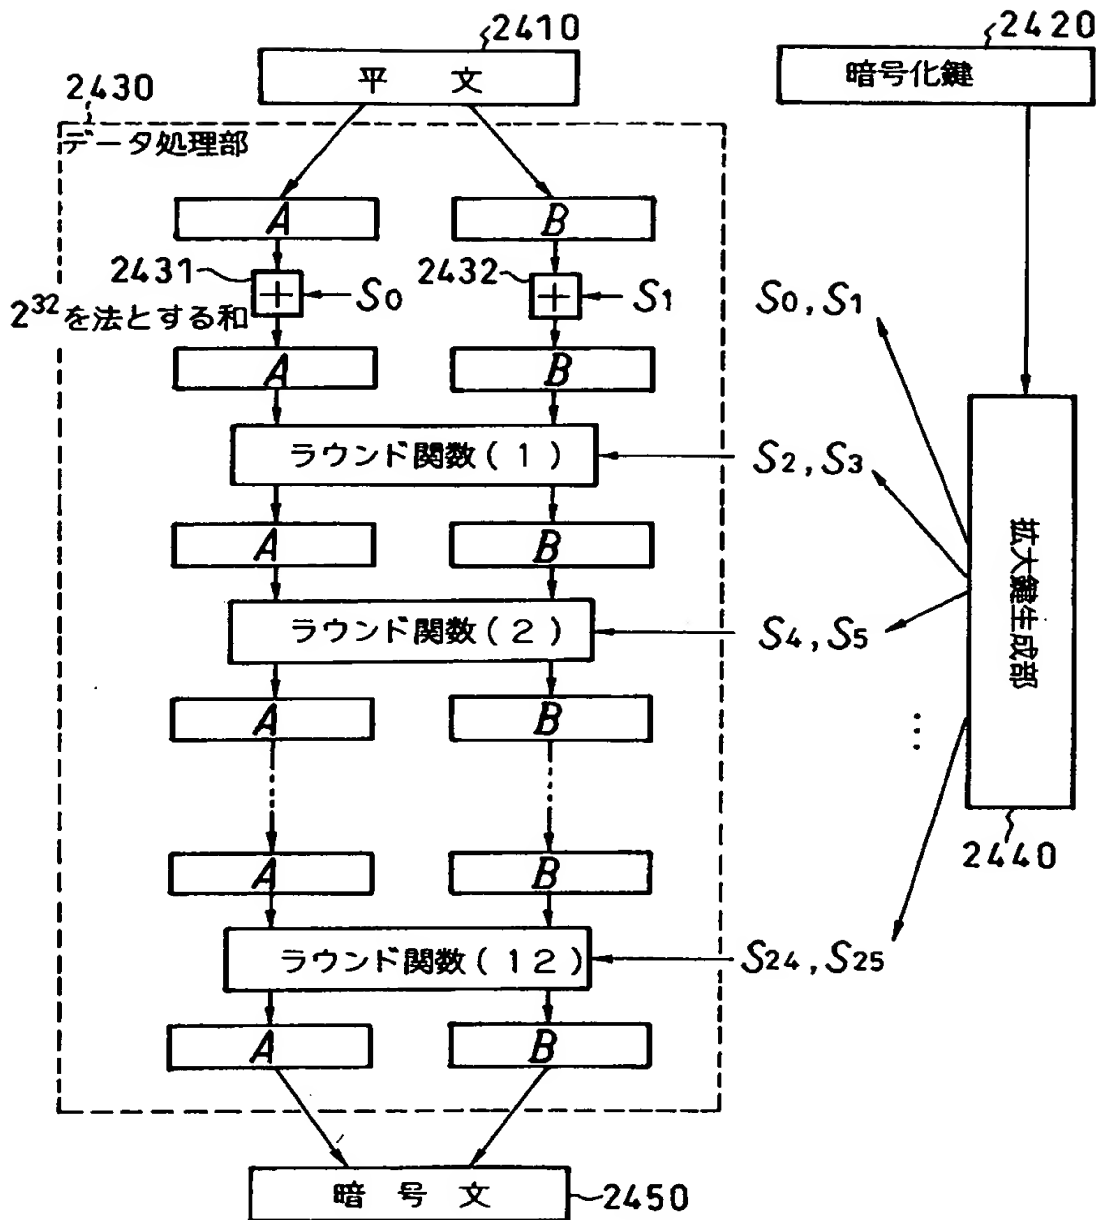 2410
2420
平 文
暗号化鍵
2430
データ処理部
A
B
2431
2432
+
S0
+
S1
S0, S1
2^32を法とする和
A
B
ラウンド関数(1)
S2, S3
A
B
拡大鍵生成部
ラウンド関数(2)
S4, S5
A
B
⋮
A
B
2440
ラウンド関数(12)
S24, S25
A
B
暗 号 文
2450